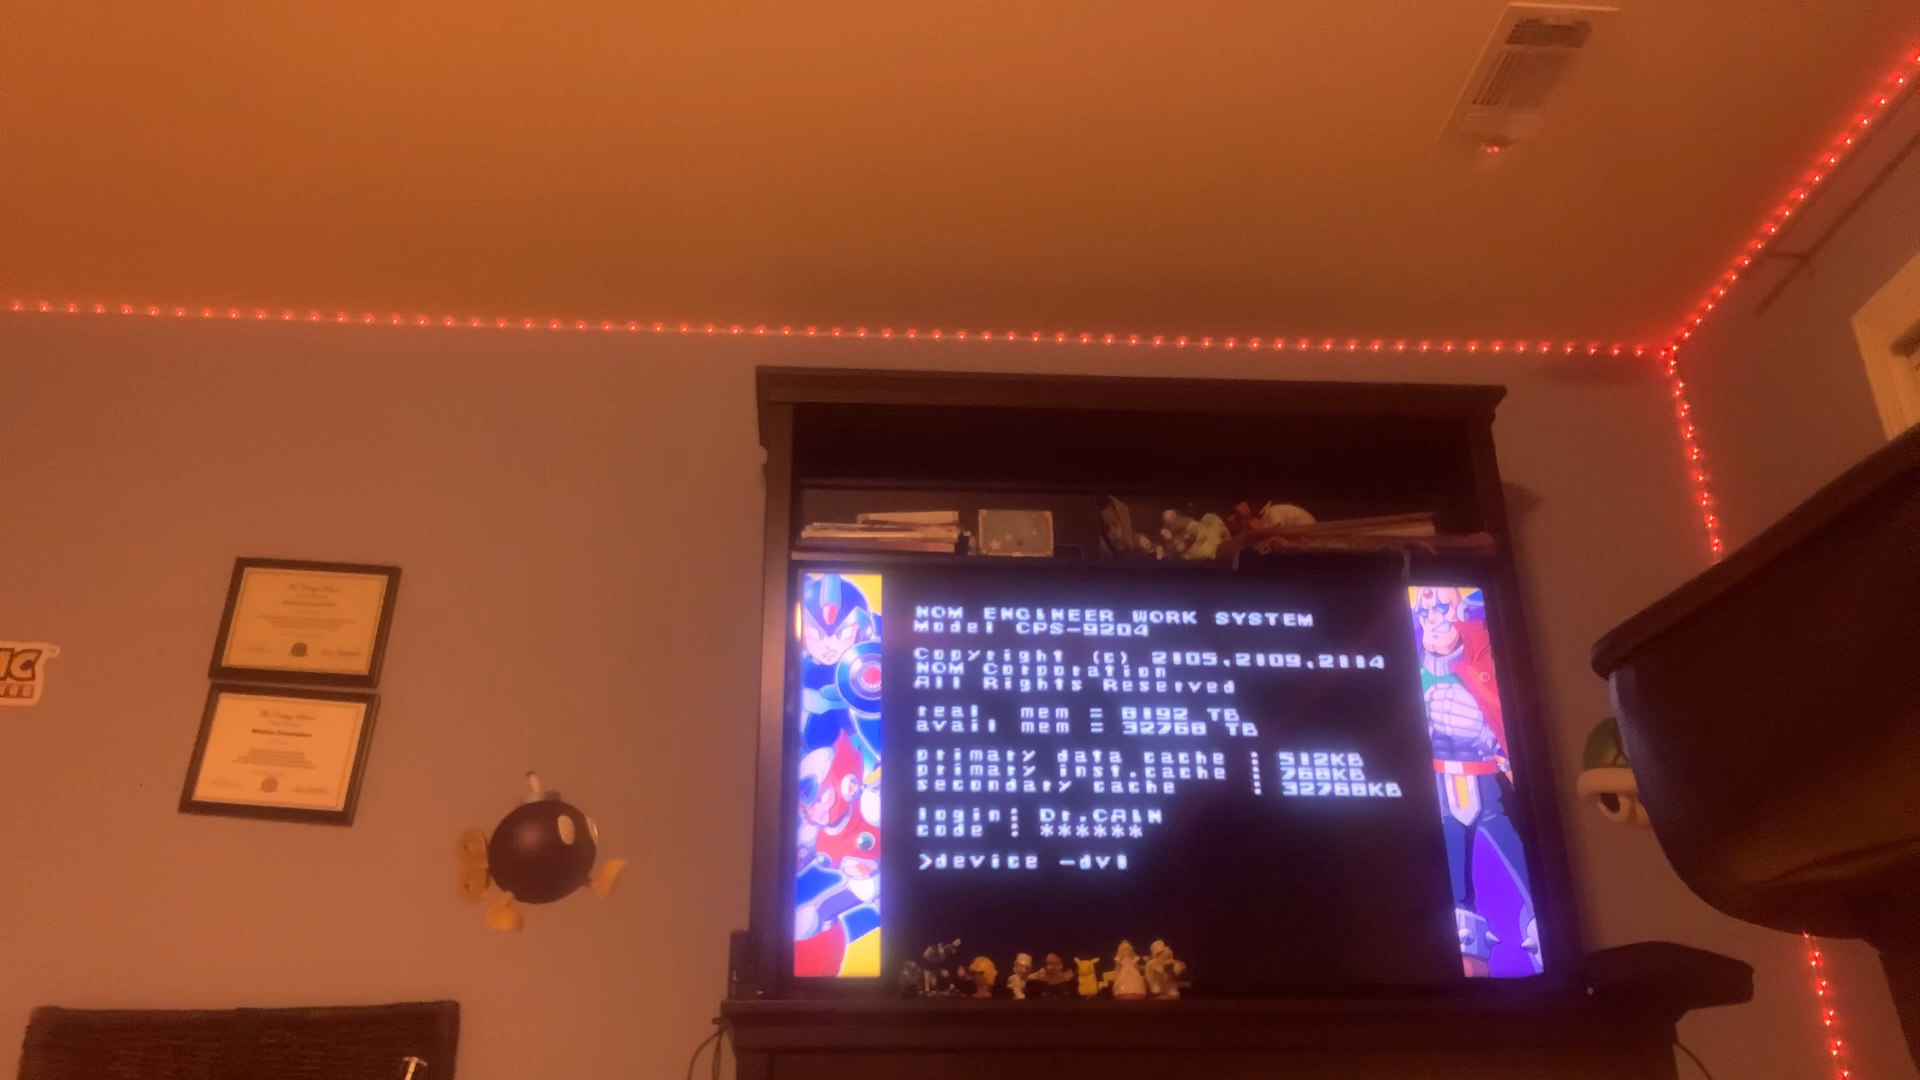 NOM ENGINEER WORK SYSTEM
Model CPS-9204
Copyright (c) 2105,2109,2114
NOM Corporation
All Rights Reserved
real mem = 8192 TB
avail mem = 32768 TB
primary data cache : 512KB
primary inst.cache : 768KB
secondary cache : 32768KB
login: Dr.CAIN
code : ******
>device -dv